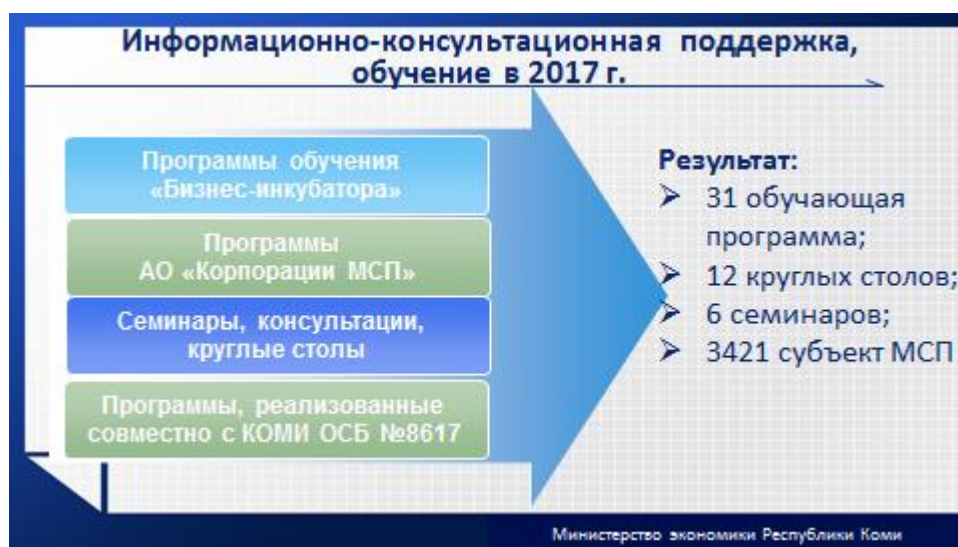 Информационно-консультационная поддержка,
обучение в 2017 г.
Программы обучения
«Бизнес-инкубатора»
Программы
АО «Корпорации МСП»
Семинары, консультации,
круглые столы
Программы, реализованные
совместно с КОМИ ОСБ №8617
Результат:
➢ 31 обучающая
программа;
➢ 12 круглых столов;
➢ 6 семинаров;
➢ 3421 субъект МСП
Министерство экономики Республики Коми